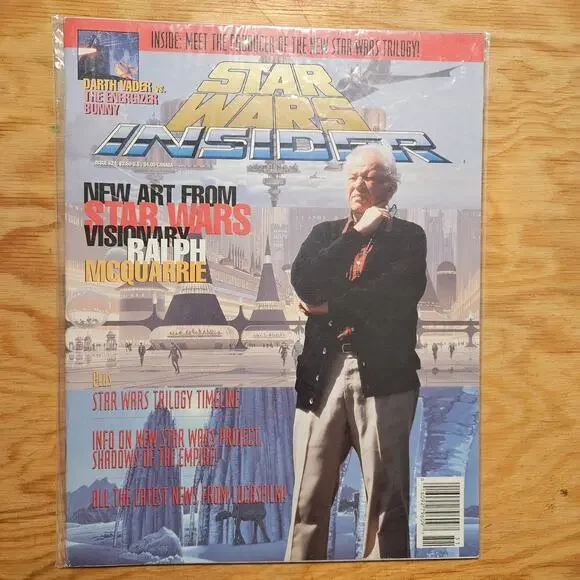 INSIDE: MEET THE PRODUCER OF THE NEW STAR WARS TRILOGY!
DARTH VADER VS.
THE ENERGIZER
BUNNY
STAR
WARS
INSIDER
NEW ART FROM
STAR WARS
VISIONARY
RALPH
MCQUARRIE
PLUS
STAR WARS TRILOGY TIMELINE
INFO ON NEW STAR WARS PROJECT,
SHADOWS OF THE EMPIRE!
ALL THE LATEST NEWS FROM LUCASFILM!